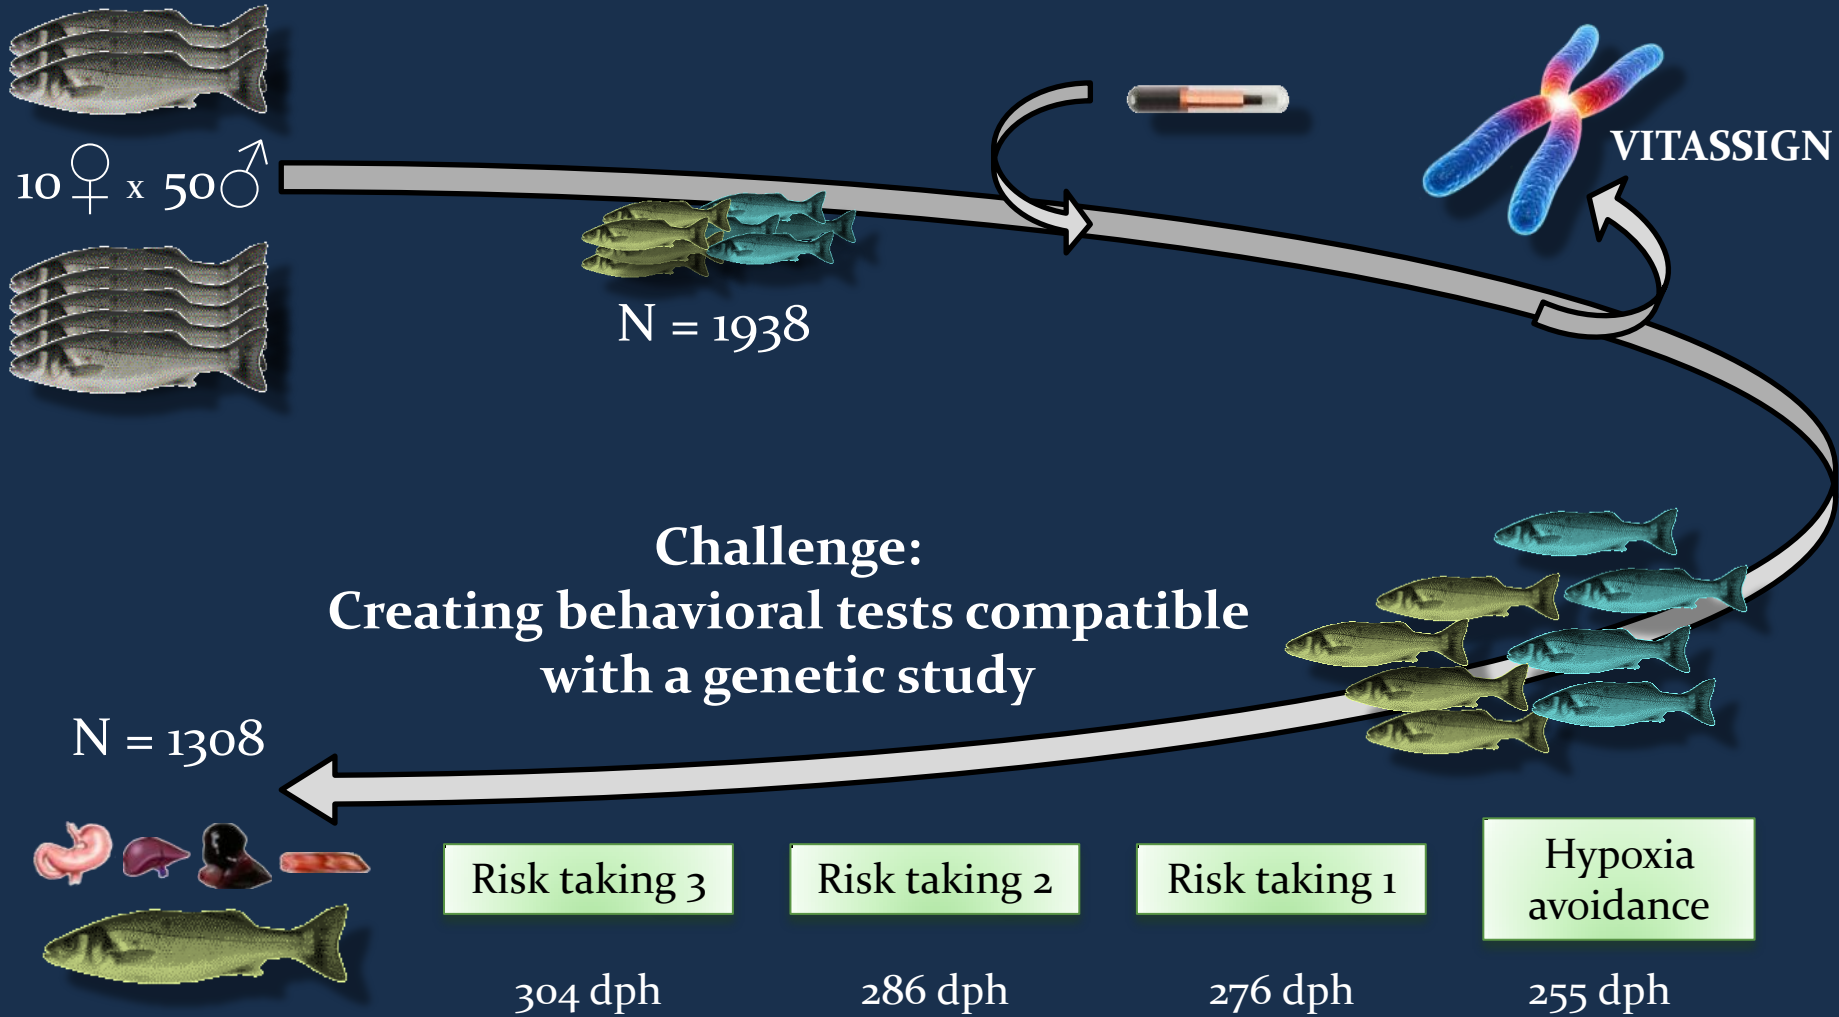 10♀ x 50♂
VITASSIGN
N = 1938
Challenge:
Creating behavioral tests compatible
with a genetic study
N = 1308
Risk taking 3
Risk taking 2
Risk taking 1
Hypoxia
avoidance
304 dph
286 dph
276 dph
255 dph